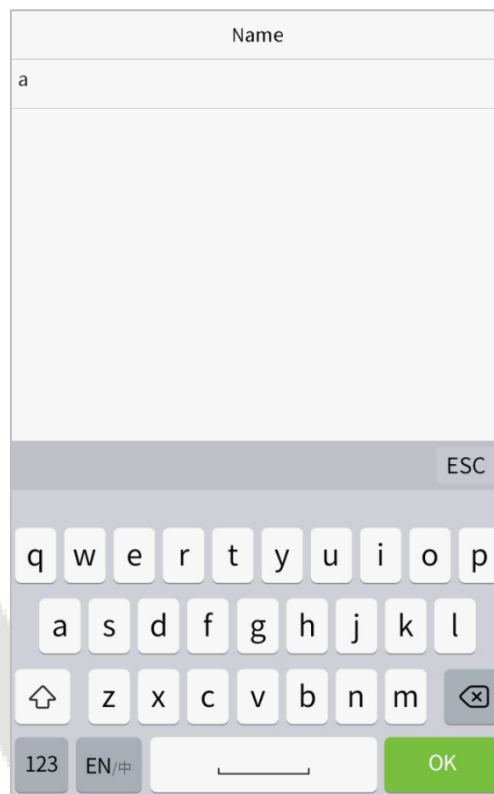 Name
a
ESC
q w e r t y u i o p
a s d f g h j k l
z x c v b n m
123 EN/中 OK